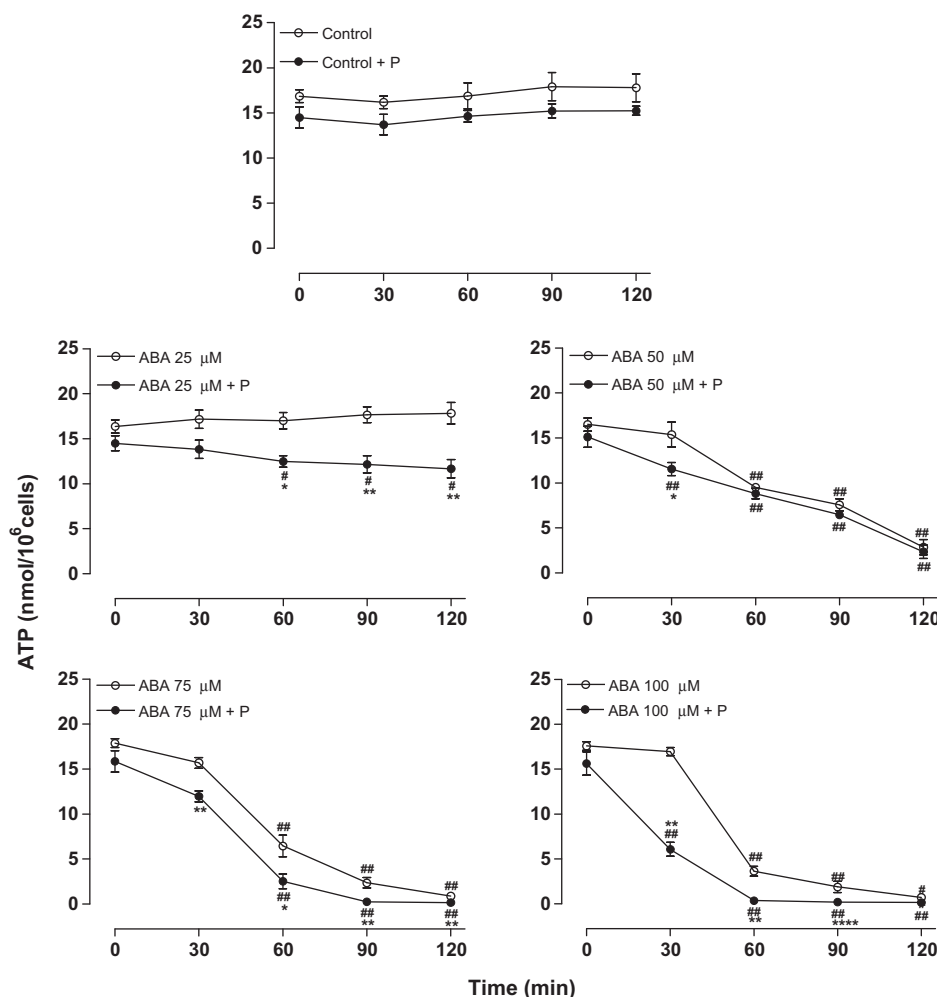 Control
Control + P
25
20
15
10
5
0
0 30 60 90 120
ABA 25 μM
ABA 25 μM + P
25
20
15
10
5
0
# # #
* ** **
0 30 60 90 120
ABA 50 μM
ABA 50 μM + P
25
20
15
10
5
0
## ## ##
##
*
## ## ##
0 30 60 90 120
ABA 75 μM
ABA 75 μM + P
25
20
15
10
5
0
**
## ## ##
## ## ##
* ** **
0 30 60 90 120
ABA 100 μM
ABA 100 μM + P
25
20
15
10
5
0
**
##
## ## #
*
## ## ##
** ****
0 30 60 90 120
ATP (nmol/10⁶cells)
Time (min)